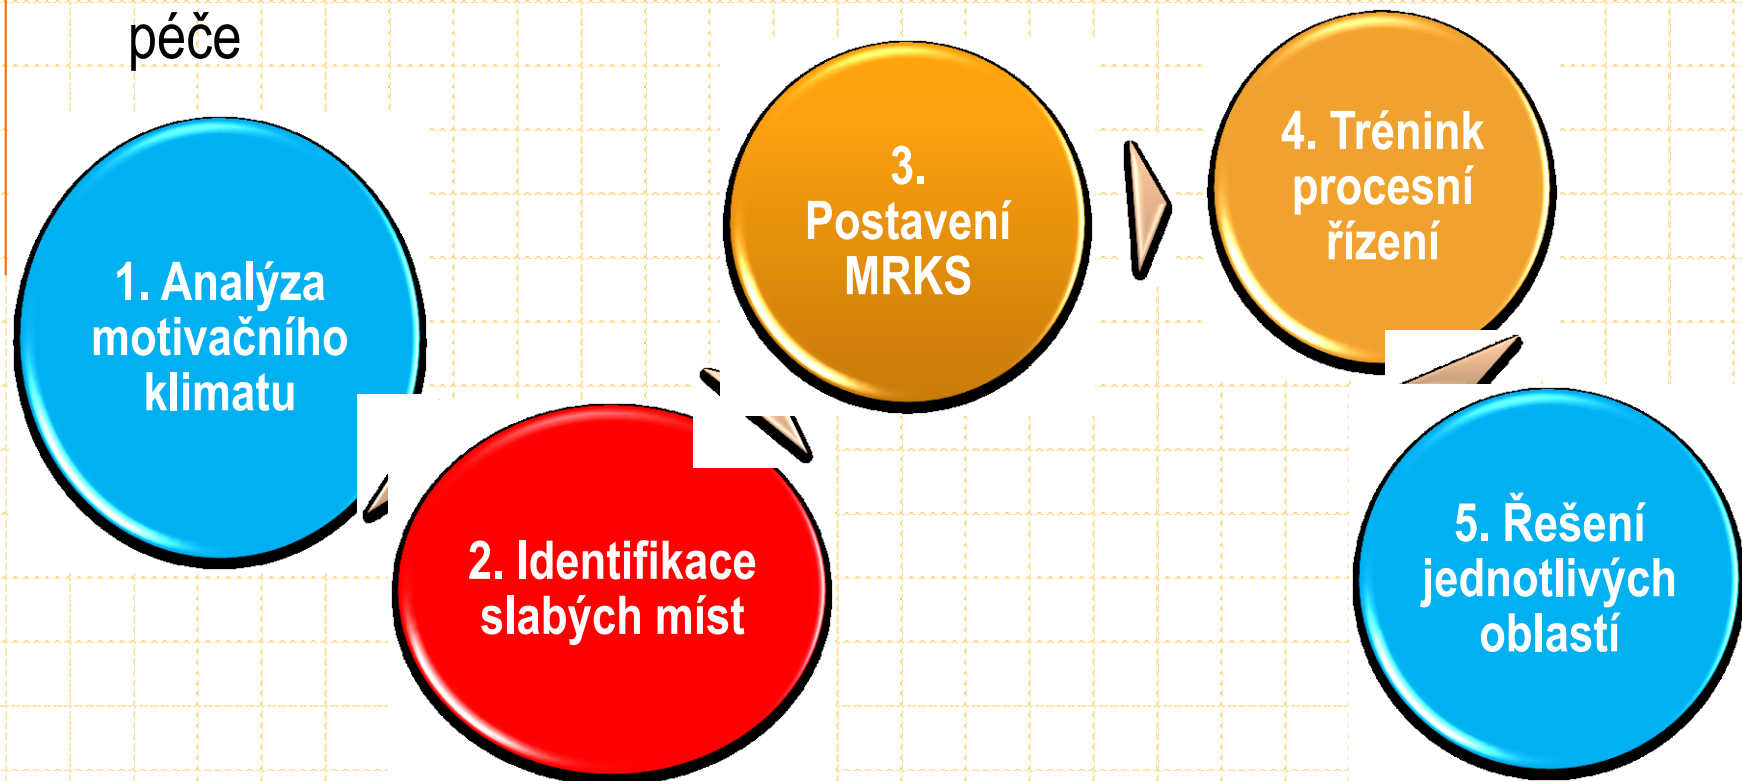 péče
1. Analýza
motivačního
klimatu
2. Identifikace
slabých míst
3.
Postavení
MRKS
4. Trénink
procesní
řízení
5. Řešení
jednotlivých
oblastí